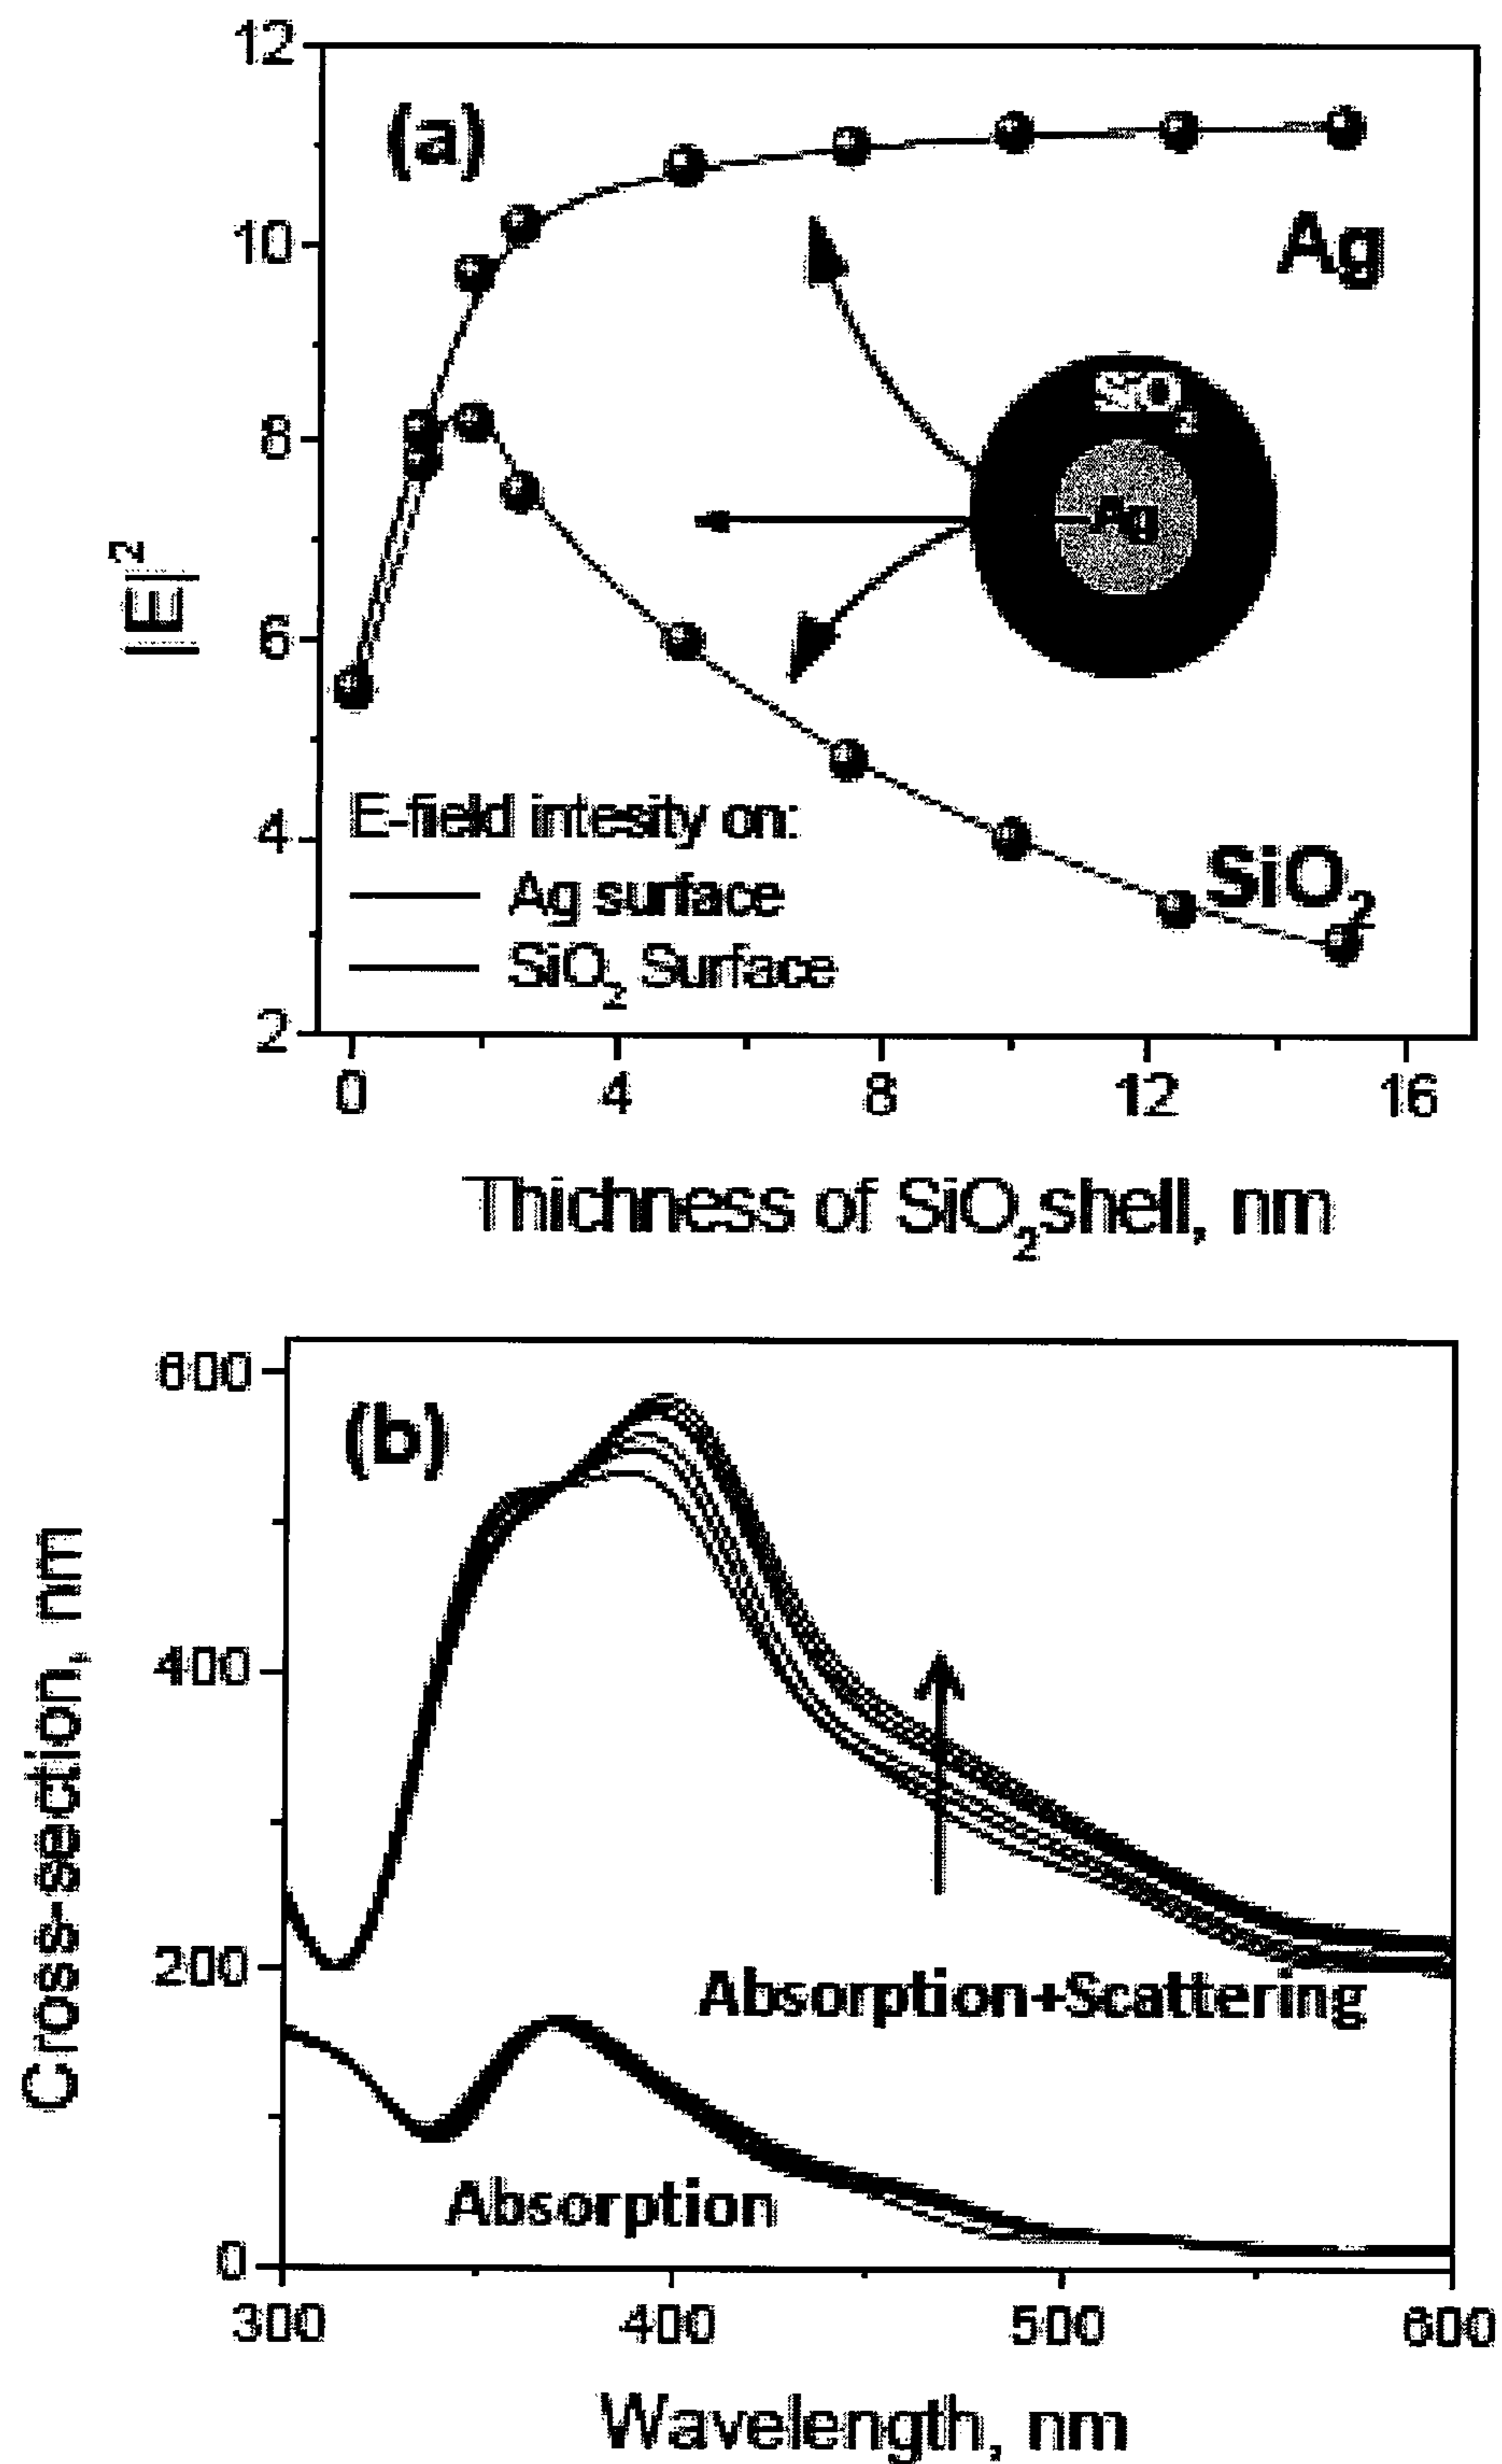 12
(a)
10
Ag
SiO2
8
Ag
|E|²
6
E-field intesity on:
4
SiO2
Ag surface
SiO2 Surface
2
0 4 8 12 16
Thichness of SiO2 shell, nm
600
(b)
Cross-section, nm
400
200
Absorption+Scattering
Absorption
0
300 400 500 600
Wavelength, nm